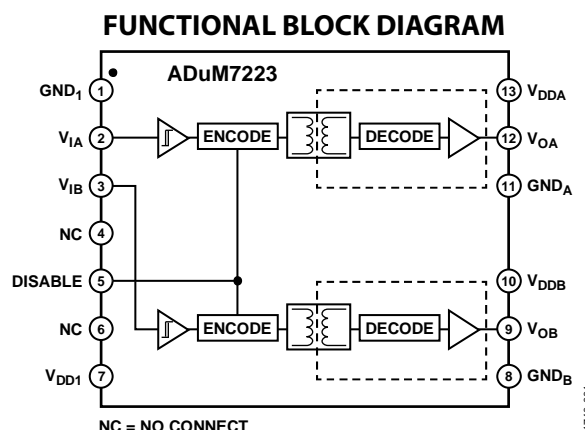 FUNCTIONAL BLOCK DIAGRAM
ADuM7223
GND1 1
13 VDDA
VIA 2
ENCODE
DECODE
12 VOA
VIB 3
11 GNDA
NC 4
DISABLE 5
10 VDDB
NC 6
ENCODE
DECODE
9 VOB
VDD1 7
8 GNDB
NC = NO CONNECT